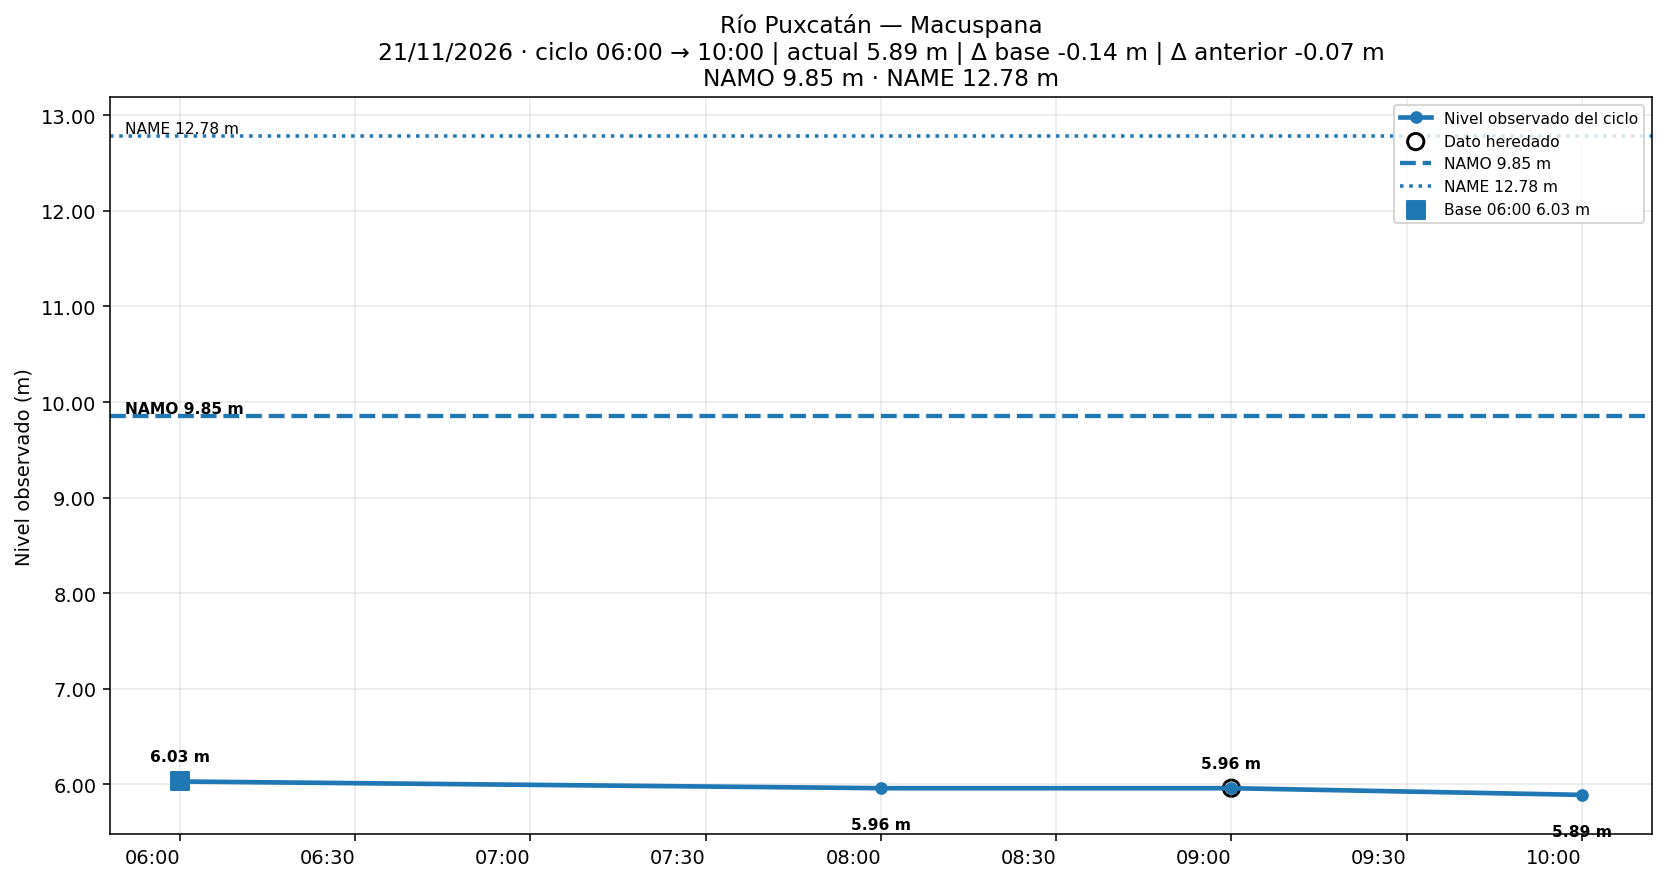 Río Puxcatán — Macuspana
21/11/2026 · ciclo 06:00 → 10:00 | actual 5.89 m | Δ base -0.14 m | Δ anterior -0.07 m
NAMO 9.85 m · NAME 12.78 m
Nivel observado (m)
13.00
12.00
11.00
10.00
9.00
8.00
7.00
6.00
NAME 12.78 m
NAMO 9.85 m
Nivel observado del ciclo
Dato heredado
NAMO 9.85 m
NAME 12.78 m
Base 06:00 6.03 m
6.03 m
5.96 m
5.96 m
5.89 m
06:00
06:30
07:00
07:30
08:00
08:30
09:00
09:30
10:00